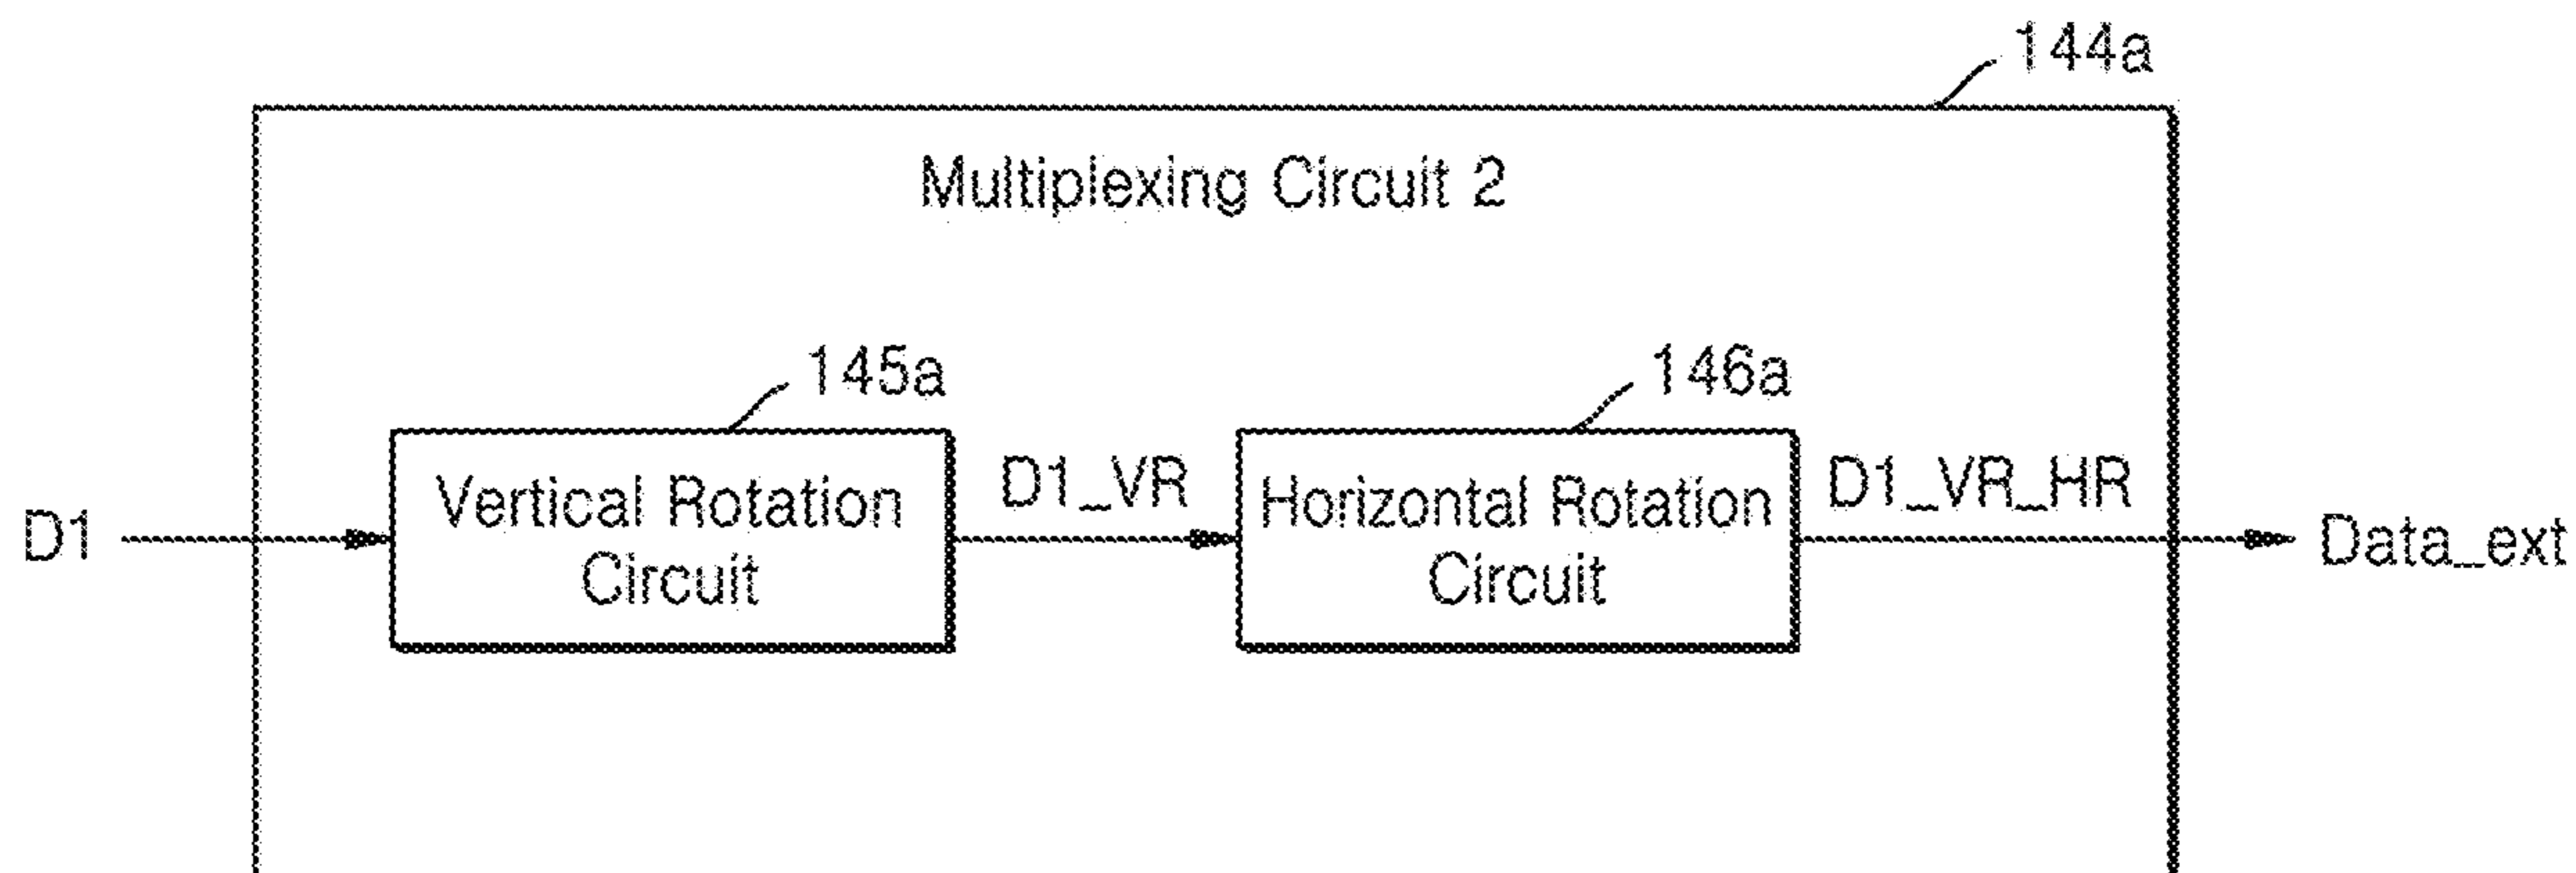 144a
Multiplexing Circuit 2
145a
146a
D1
Vertical Rotation
Circuit
D1_VR
Horizontal Rotation
Circuit
D1_VR_HR
Data_ext